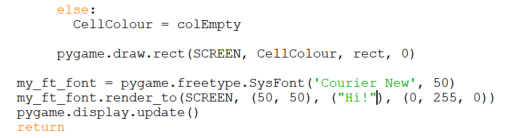 else:
CellColour = colEmpty
pygame.draw.rect(SCREEN, CellColour, rect, 0)
my_ft_font = pygame.freetype.SysFont('Courier New', 50)
my_ft_font.render_to(SCREEN, (50, 50), ("Hi!"), (0, 255, 0))
pygame.display.update()
return